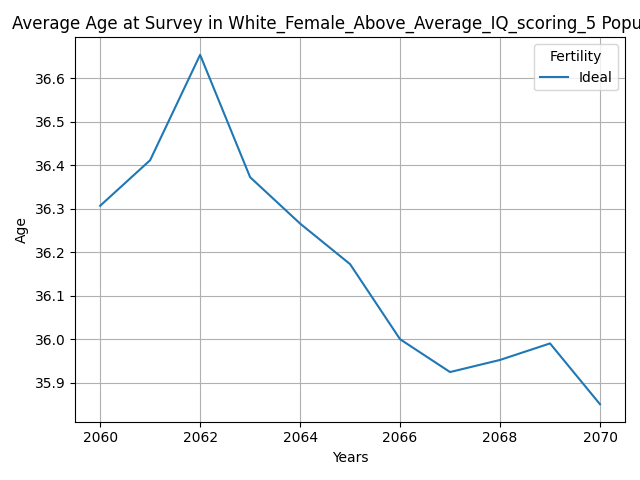 Average Age at Survey in White_Female_Above_Average_IQ_scoring_5 Popu
Fertility
Ideal
36.6
36.5
36.4
36.3
36.2
36.1
36.0
35.9
Age
2060 2062 2064 2066 2068 2070
Years